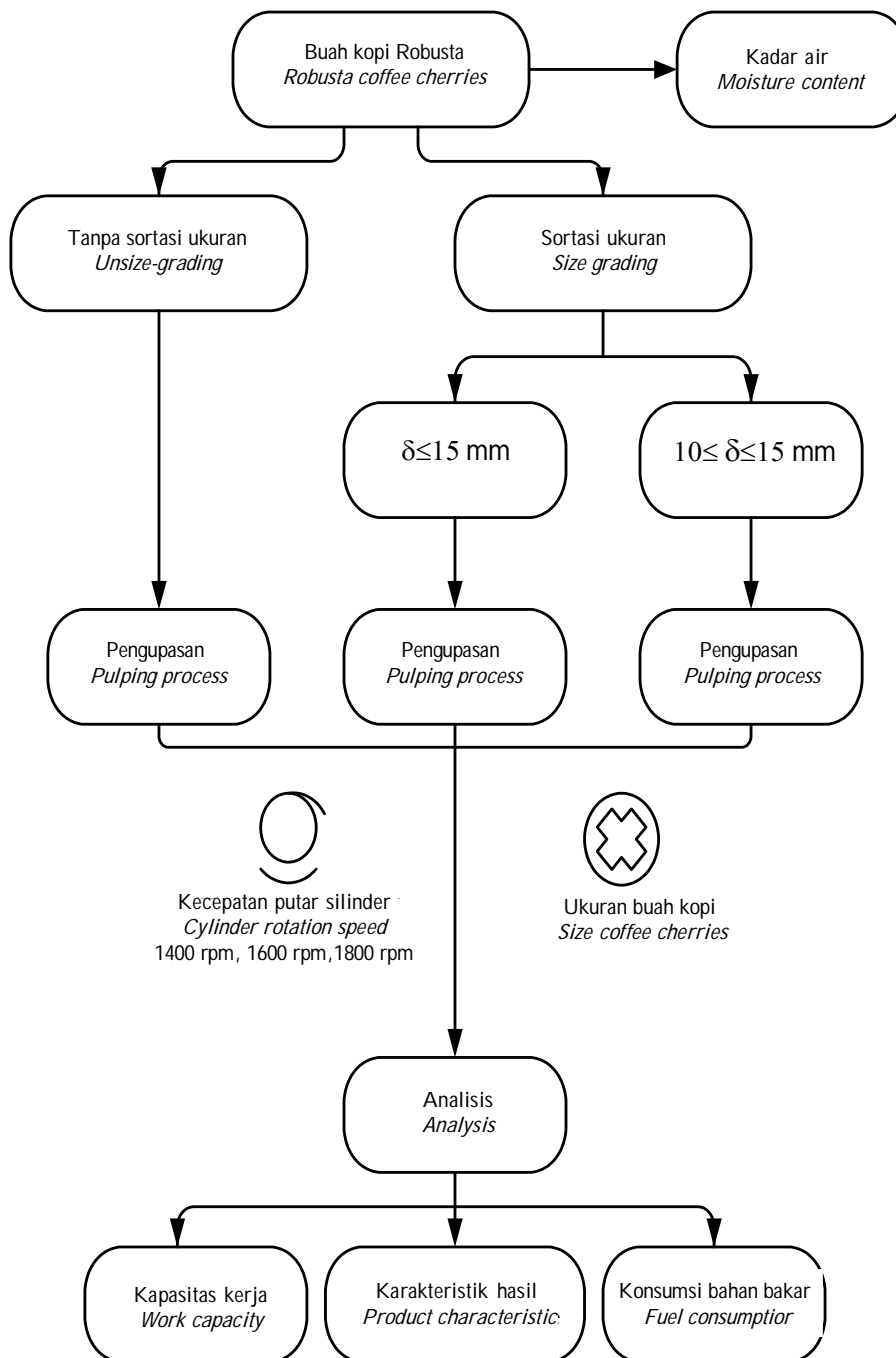 Buah kopi Robusta
Robusta coffee cherries
Kadar air
Moisture content
Tanpa sortasi ukuran
Unsize-grading
Sortasi ukuran
Size grading
δ≤15 mm
10≤ δ≤15 mm
Pengupasan
Pulping process
Pengupasan
Pulping process
Pengupasan
Pulping process
Kecepatan putar silinder
Cylinder rotation speed
1400 rpm, 1600 rpm,1800 rpm
Ukuran buah kopi
Size coffee cherries
Analisis
Analysis
Kapasitas kerja
Work capacity
Karakteristik hasil
Product characteristics
Konsumsi bahan bakar
Fuel consumptior